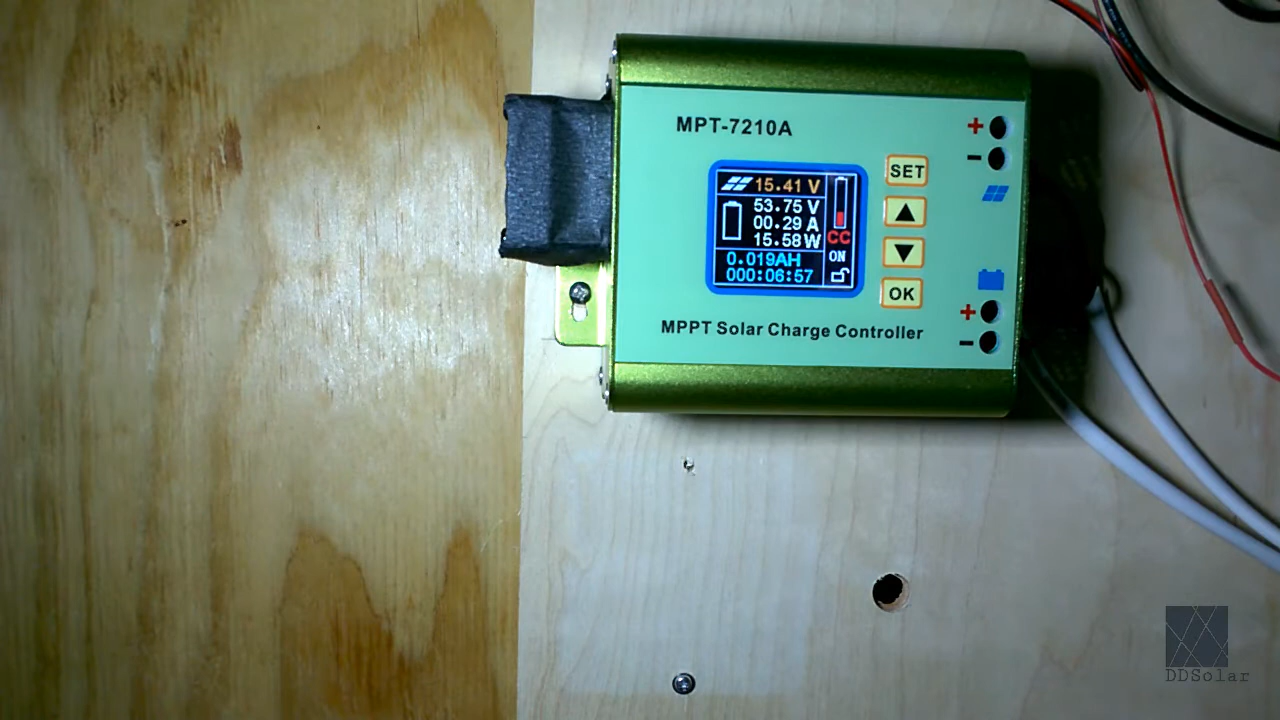 MPT-7210A
15.41 V
53.75 V
00.29 A
15.58W
CC
0.019AH
ON
000:06:57
SET
▲
▼
OK
+
-
+
-
MPPT Solar Charge Controller
DDSolar